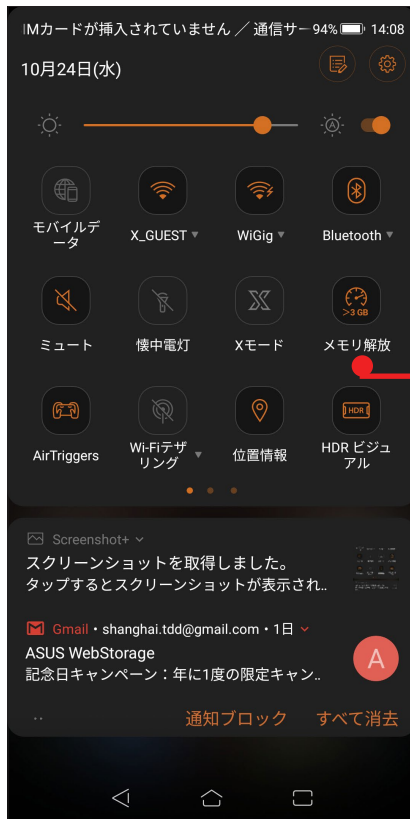 IMカードが挿入されていません ／ 通信サー 94% 14:08
10月24日(水)
A
モバイルデ
ータ
X_GUEST
WiGig
Bluetooth
>3 GB
ミュート
懐中電灯
Xモード
メモリ解放
HDR
AirTriggers
Wi-Fiテザ
リング
位置情報
HDR ビジュ
アル
Screenshot+
スクリーンショットを取得しました。
タップするとスクリーンショットが表示され..
Gmail • shanghai.tdd@gmail.com • 1日
ASUS WebStorage
記念日キャンペーン：年に1度の限定キャン..
A
通知ブロック すべて消去